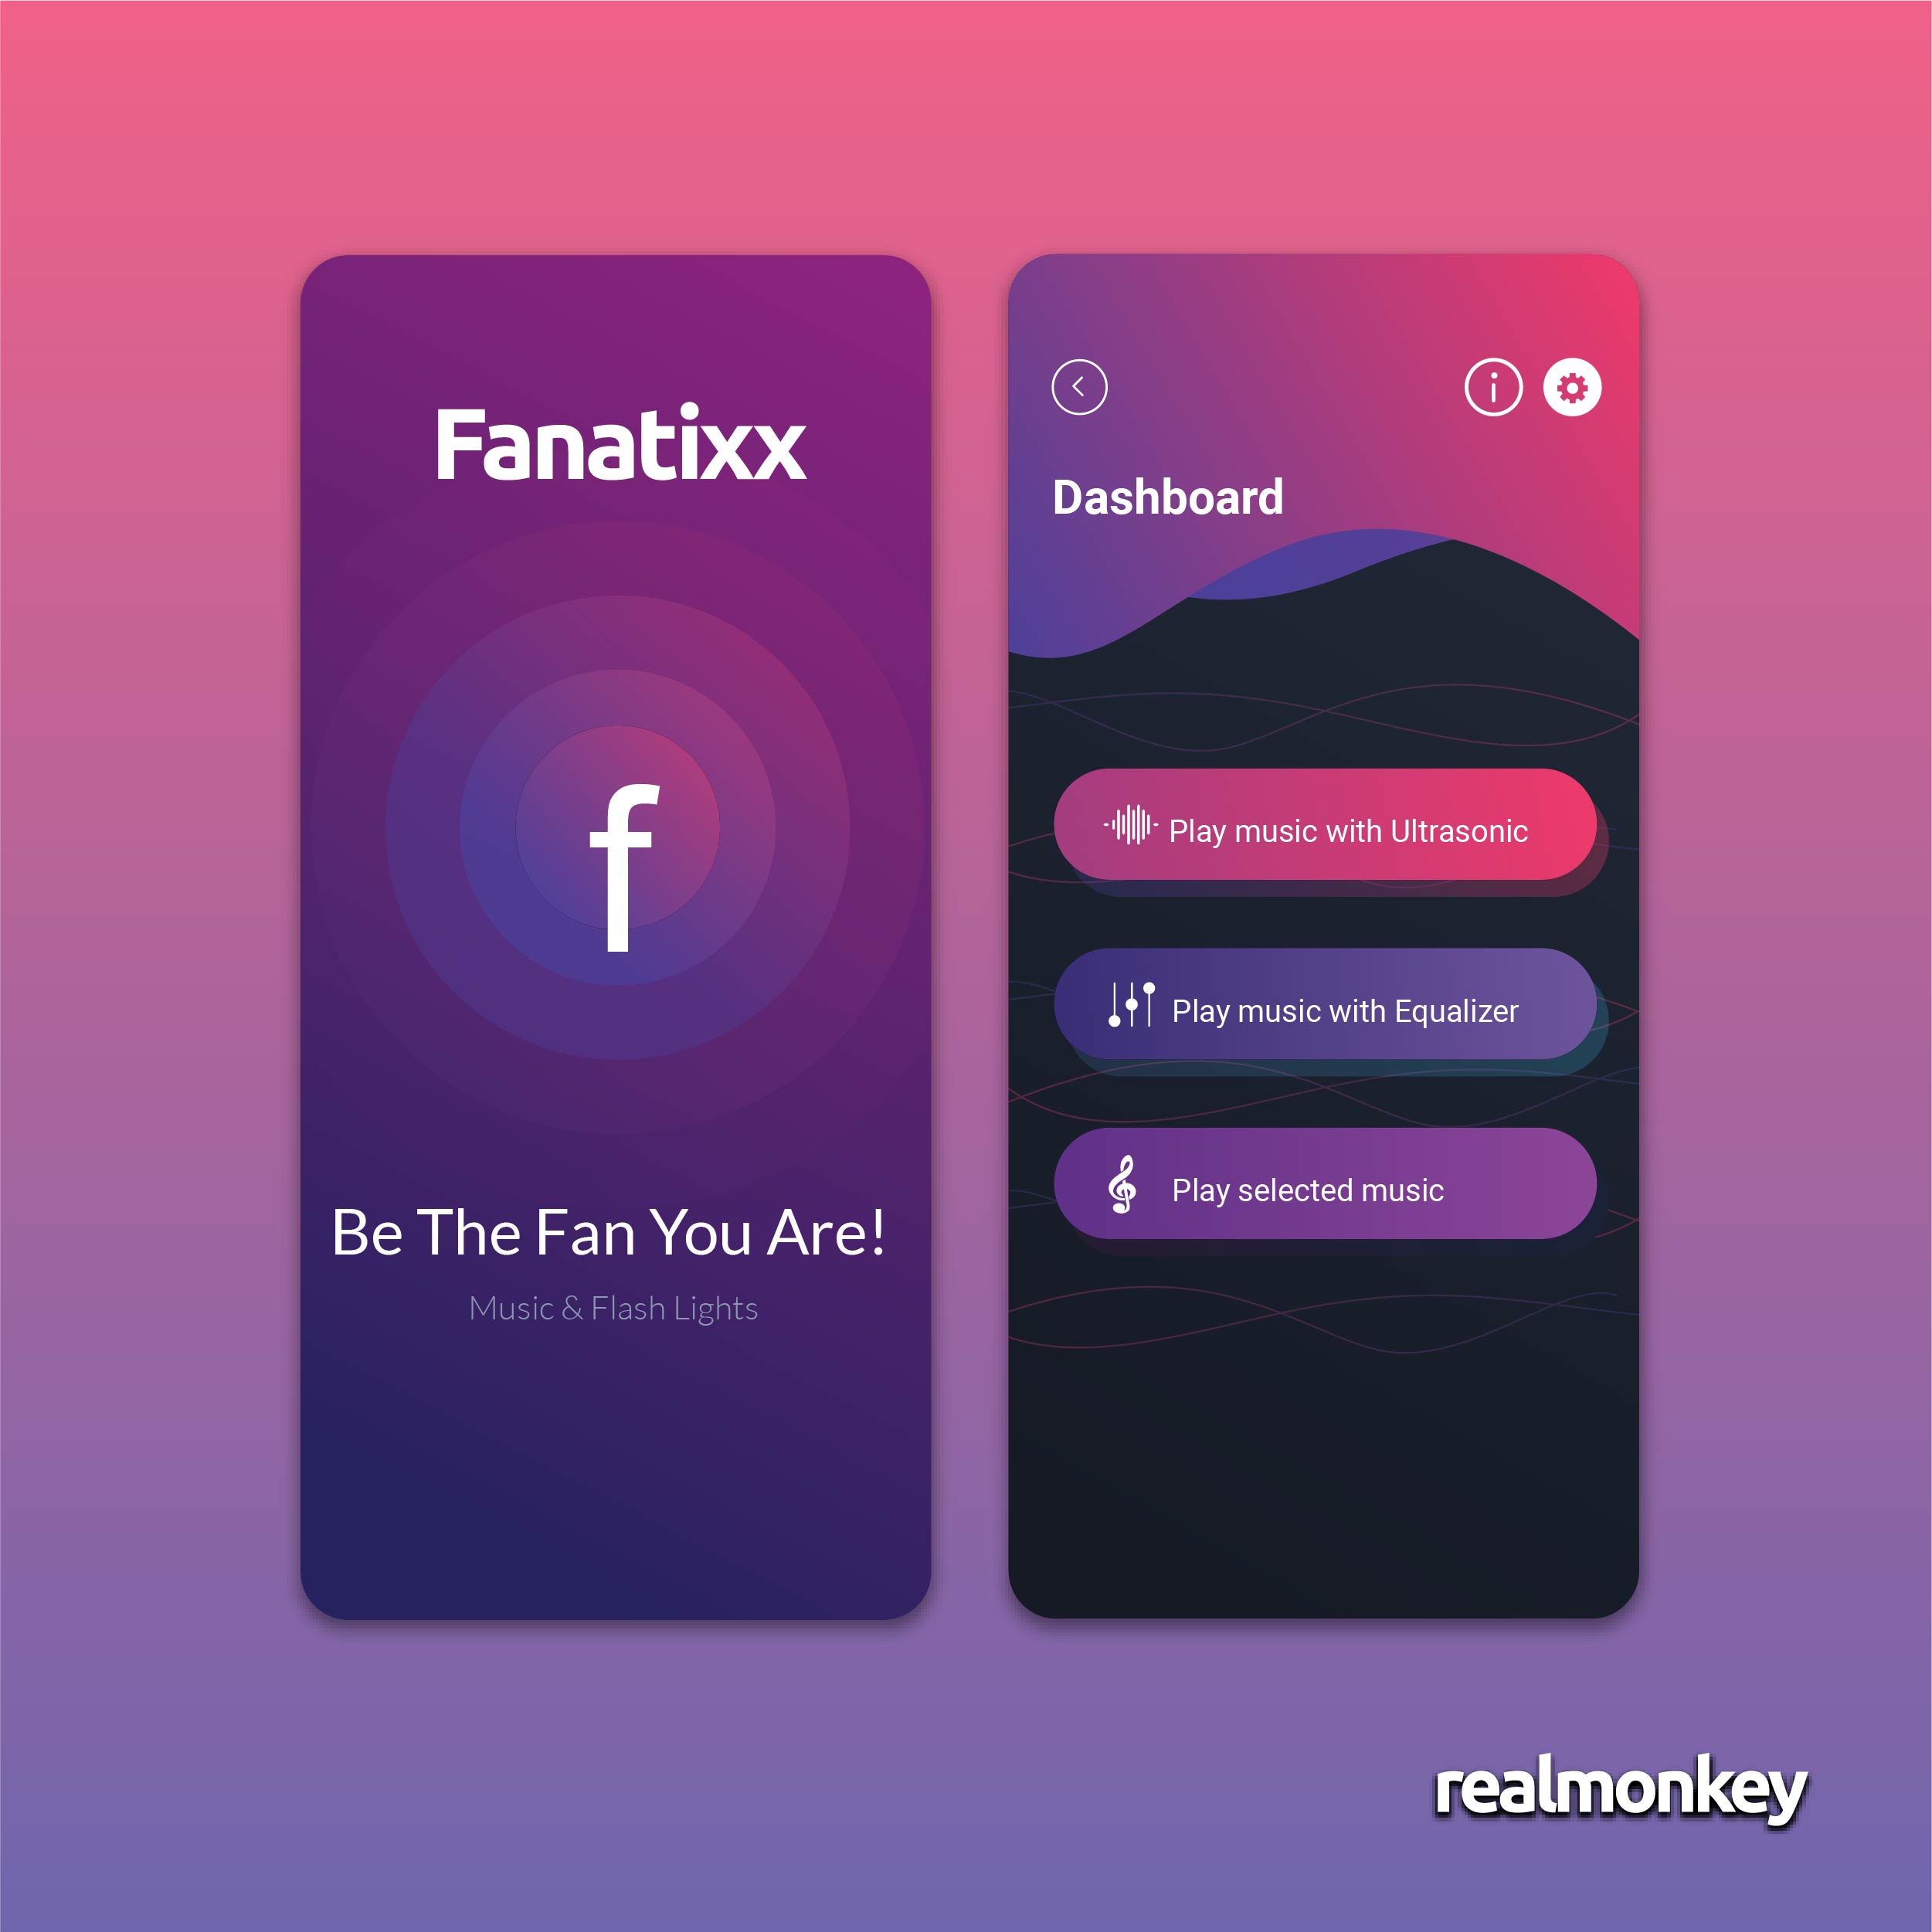 Fanatixx
f
Be The Fan You Are!
Music & Flash Lights
Dashboard
Play music with Ultrasonic
Play music with Equalizer
Play selected music
realmonkey